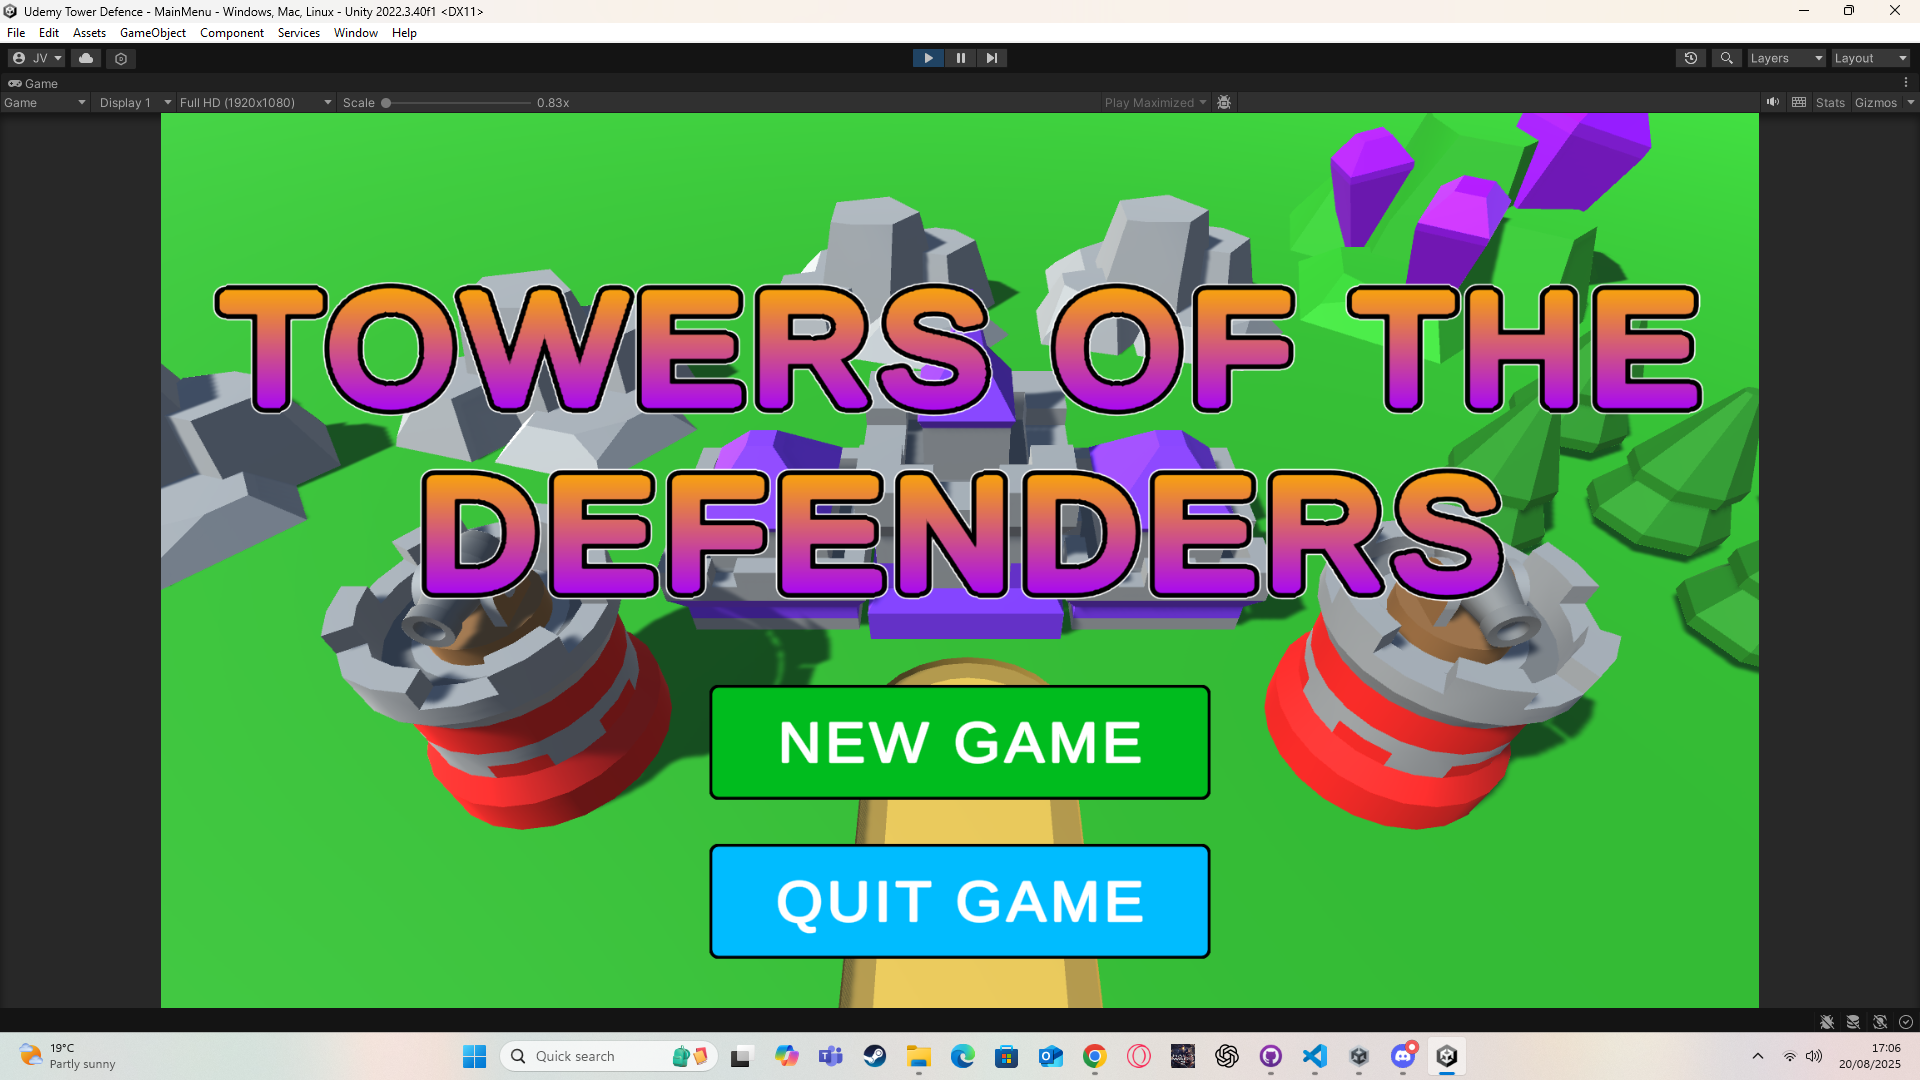 Udemy Tower Defence - MainMenu - Windows, Mac, Linux - Unity 2022.3.40f1 <DX11>
File Edit Assets GameObject Component Services Window Help
JV Layers Layout
Game
Game Display 1 Full HD (1920x1080) Scale 0.83x Play Maximized Stats Gizmos
TOWERS OF THE
DEFENDERS
NEW GAME
QUIT GAME
19°C
Partly sunny
Quick search
17:06
20/08/2025